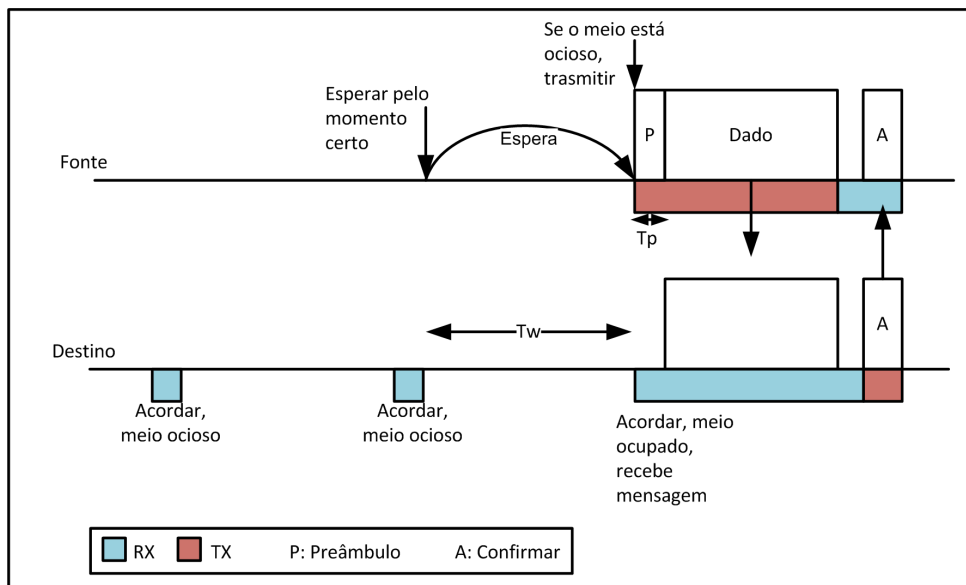 Se o meio está
ocioso,
trasmitir
Esperar pelo
momento
certo
Espera
P
Dado
A
Fonte
Tp
Tw
A
Destino
Acordar,
meio ocioso
Acordar,
meio ocioso
Acordar, meio
ocupado,
recebe
mensagem
RX
TX
P: Preâmbulo
A: Confirmar